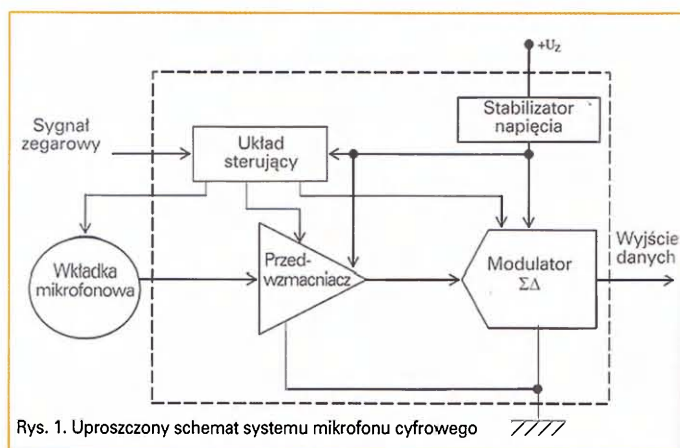 +Uz
Stabilizator
napięcia
Sygnał
zegarowy
Układ
sterujący
Wkładka
mikrofonowa
Przed-
wzmacniacz
Modulator
ΣΔ
Wyjście
danych
Rys. 1. Uproszczony schemat systemu mikrofonu cyfrowego